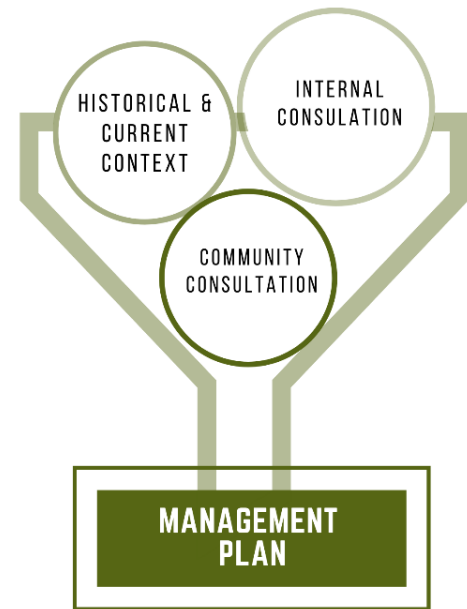 HISTORICAL &
CURRENT
CONTEXT
INTERNAL
CONSULATION
COMMUNITY
CONSULTATION
MANAGEMENT
PLAN